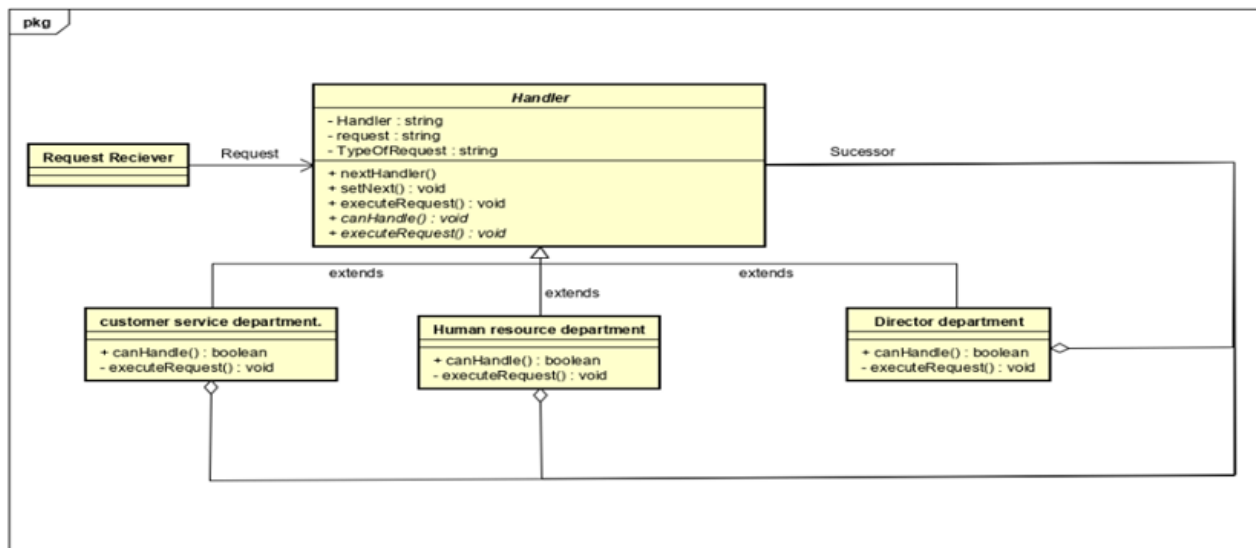 pkg
Handler
- Handler : string
- request : string
- TypeOfRequest : string
+ nextHandler()
+ setNext() : void
+ executeRequest() : void
+ canHandle() : void
+ executeRequest() : void
Request Reciever
Request
Sucessor
extends
extends
extends
customer service department.
+ canHandle() : boolean
- executeRequest() : void
Human resource department
+ canHandle() : boolean
- executeRequest() : void
Director department
+ canHandle() : boolean
- executeRequest() : void